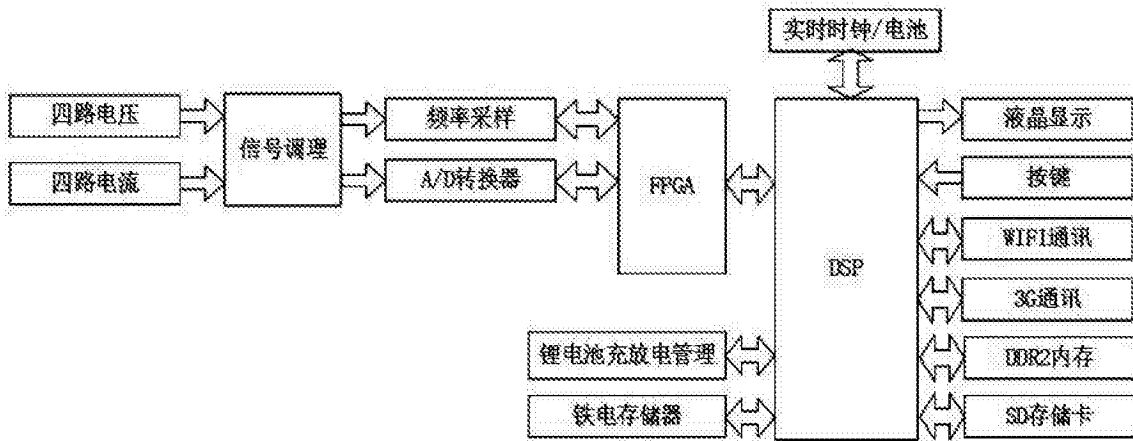 实时时钟/电池
四路电压
四路电流
信号调理
频率采样
A/D转换器
FPGA
DSP
液晶显示
按键
WIFI通讯
3G通讯
DDR2内存
SD存储卡
锂电池充放电管理
铁电存储器